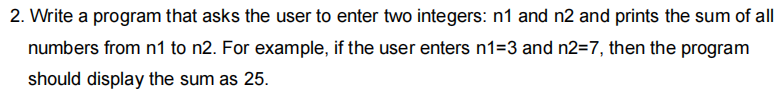 2. Write a program that asks the user to enter two integers: n1 and n2 and prints the sum of all
numbers from n1 to n2. For example, if the user enters n1=3 and n2=7, then the program
should display the sum as 25.